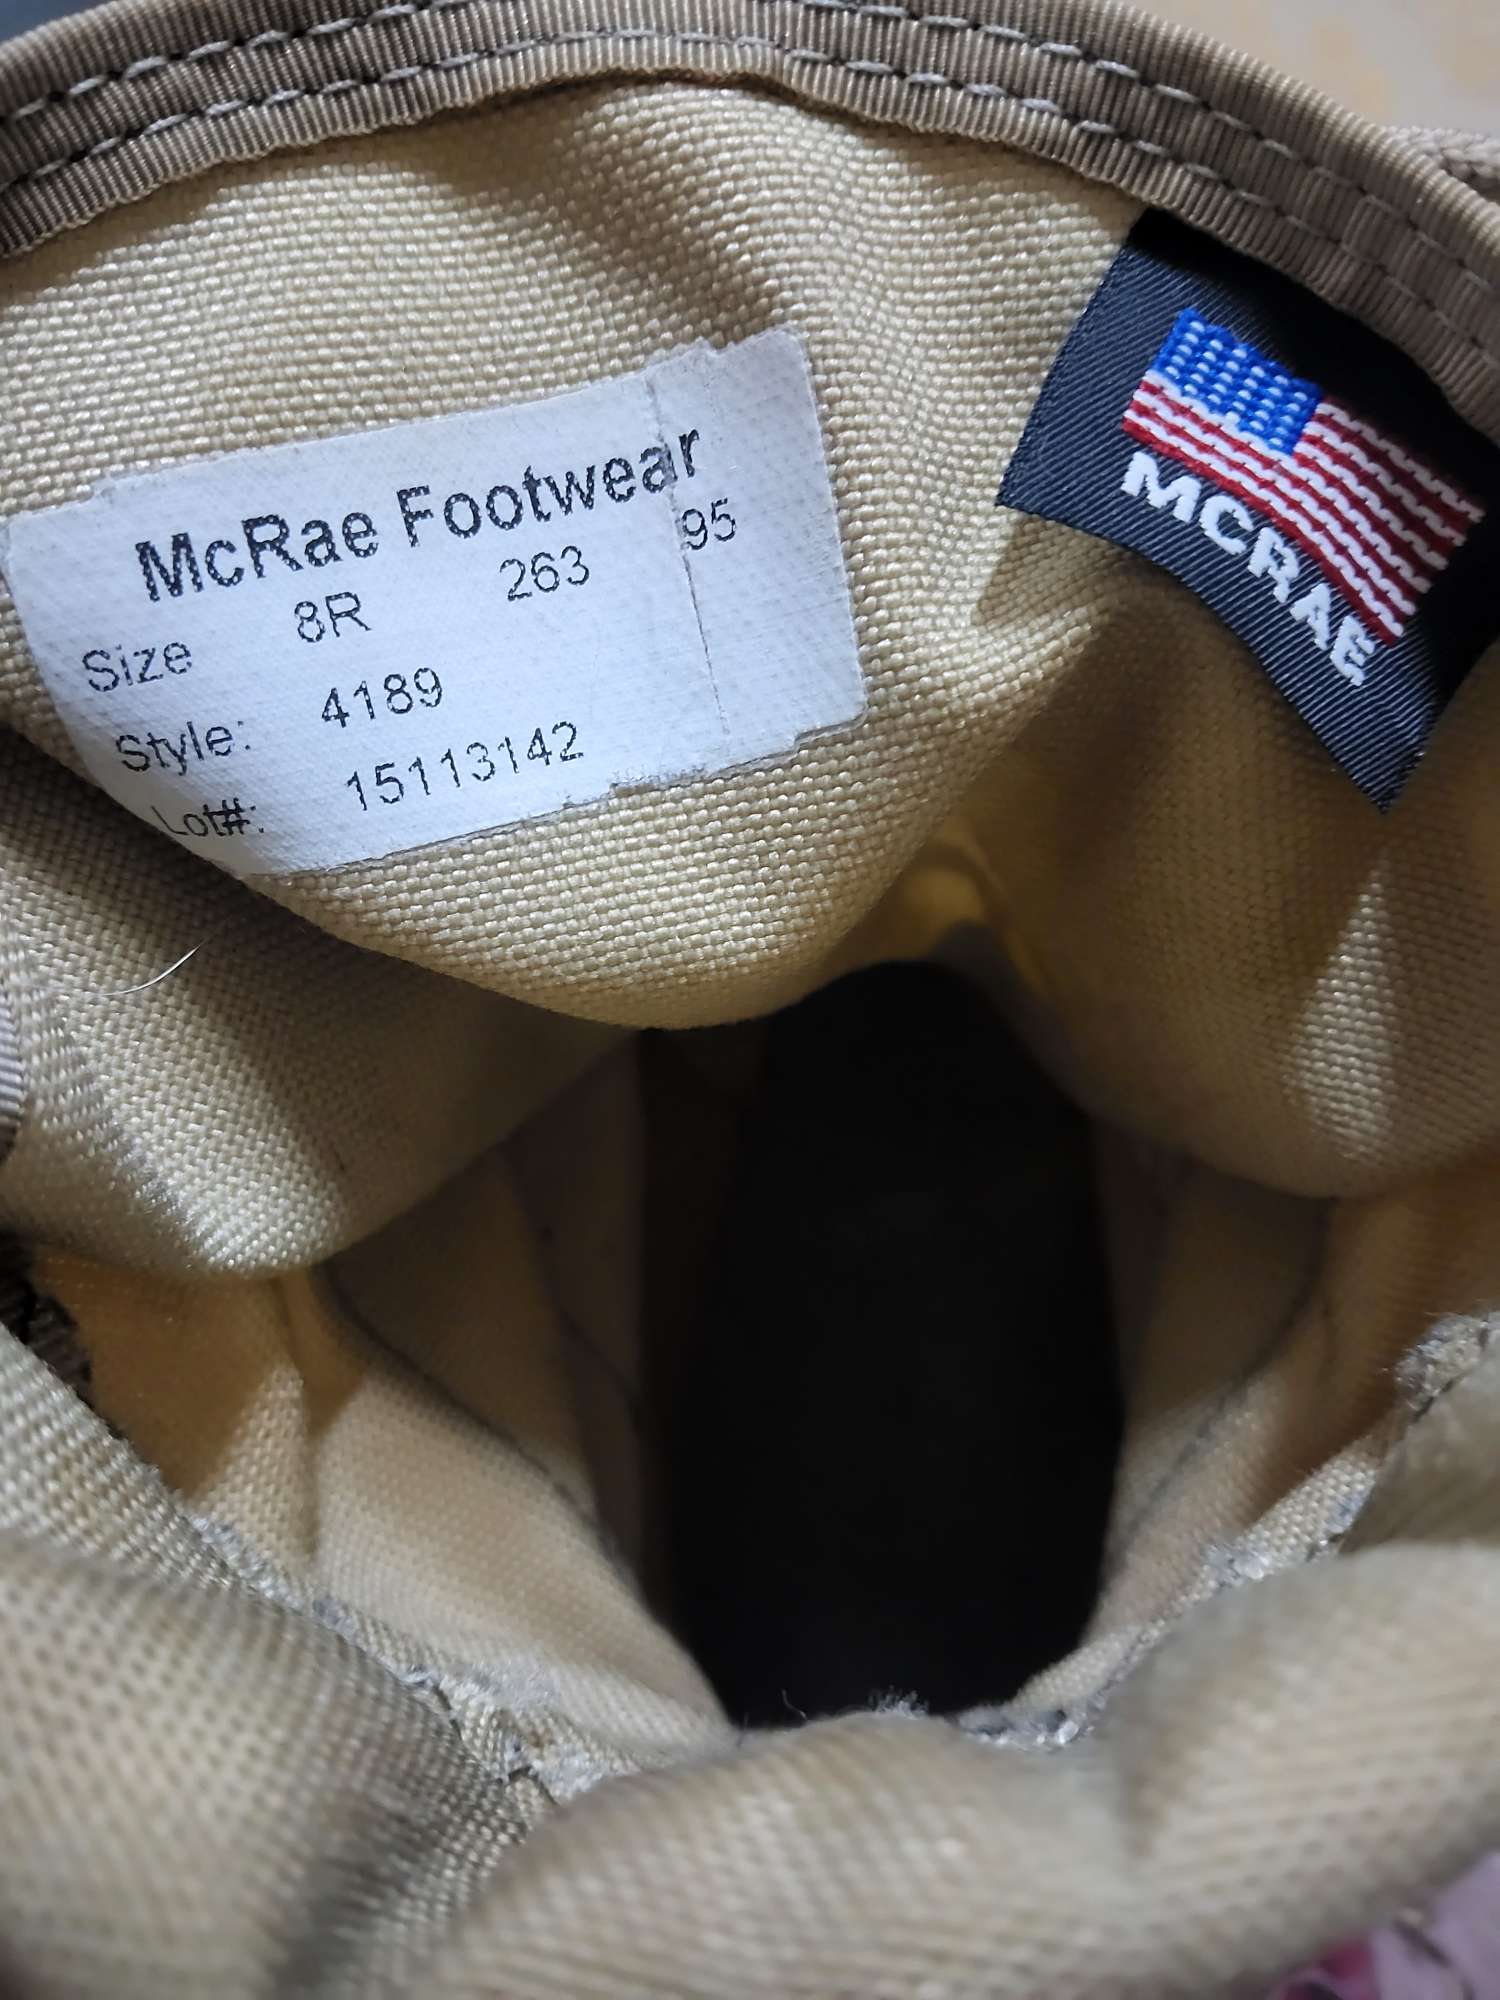 McRae Footwear
Size 8R 263 95
Style: 4189
Lot#: 15113142
MCRAE